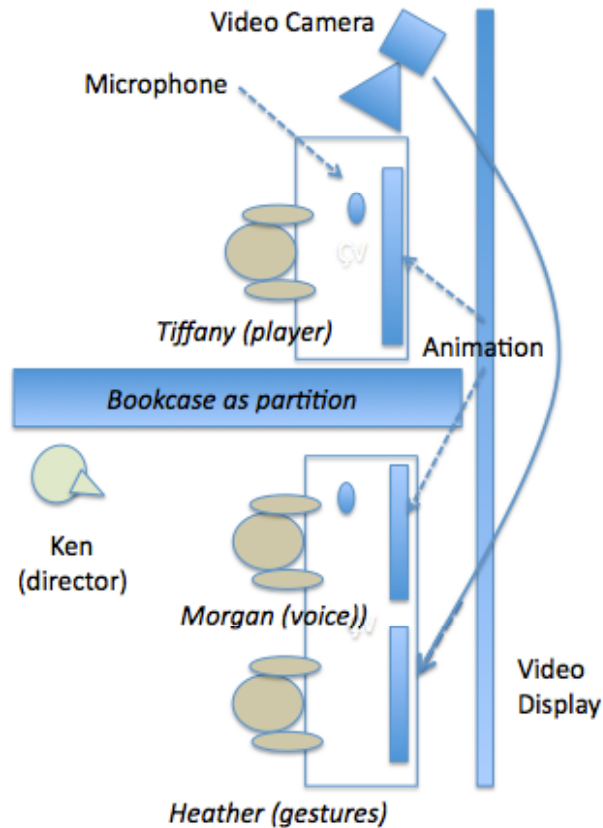 Video Camera
Microphone
Tiffany (player)
Animation
Bookcase as partition
Ken
(director)
Morgan (voice))
Video
Display
Heather (gestures)